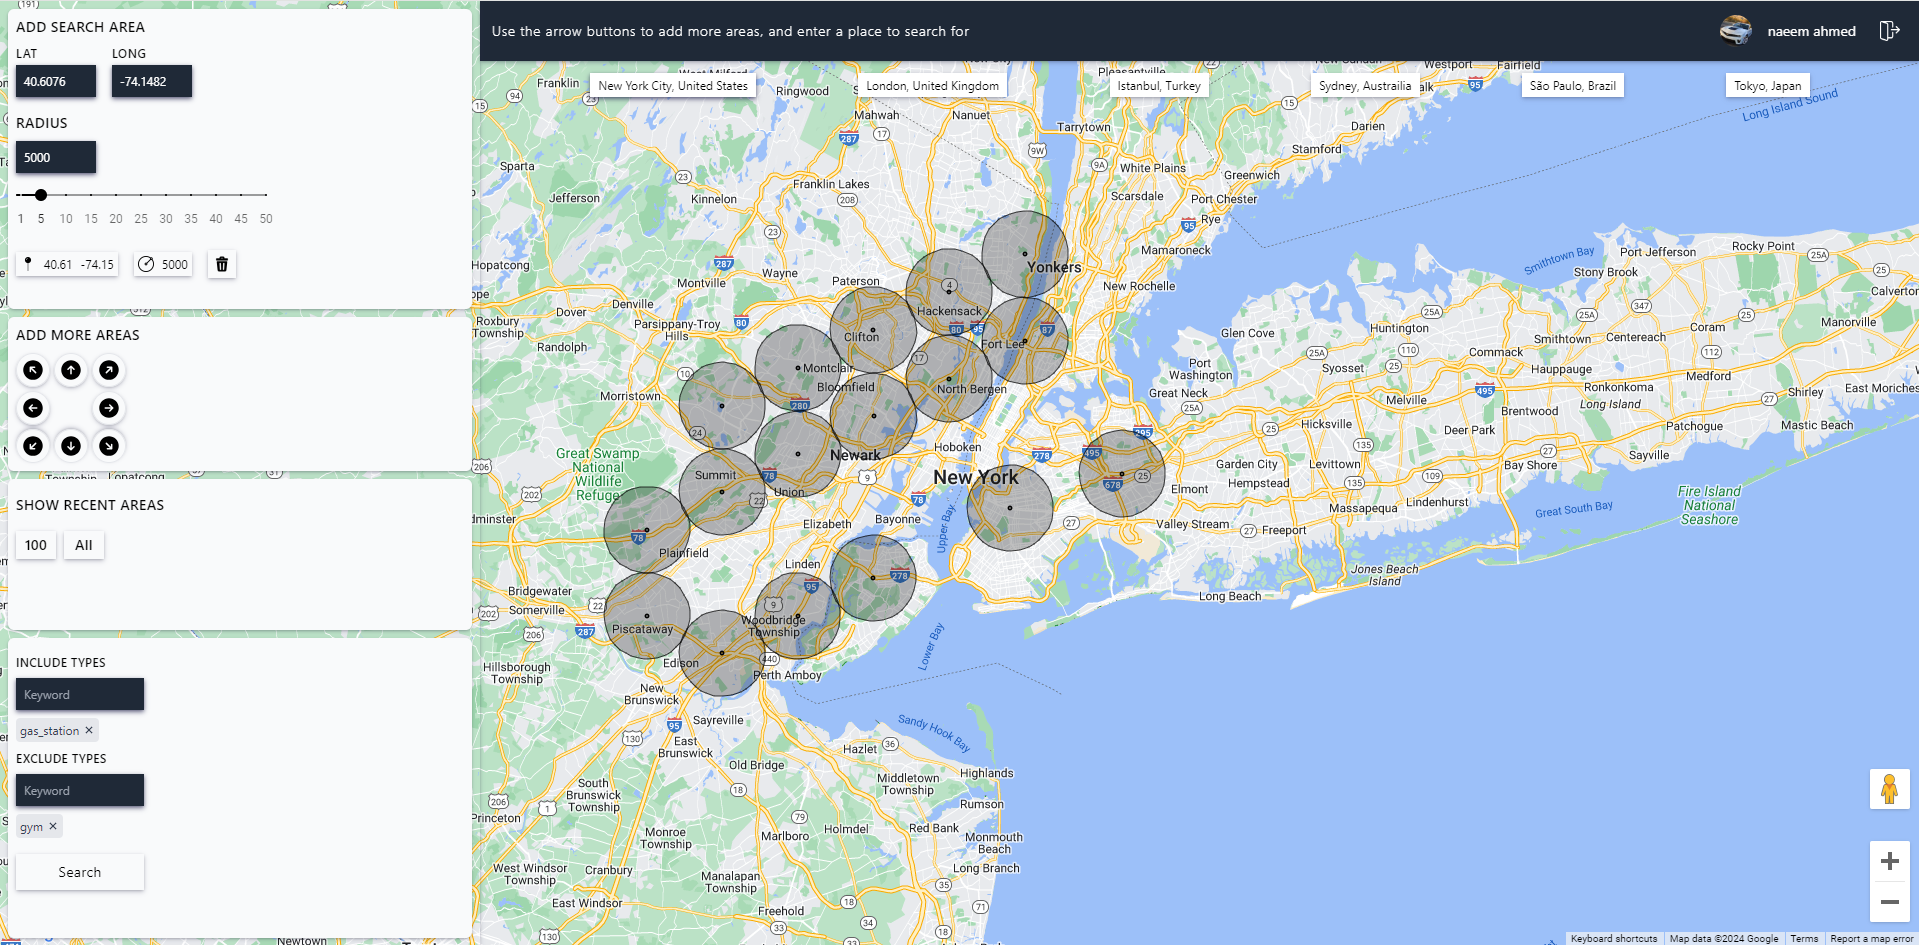 ADD SEARCH AREA
LAT LONG
40.6076 -74.1482
RADIUS
5000
1 5 10 15 20 25 30 35 40 45 50
40.61 -74.15 5000
ADD MORE AREAS
SHOW RECENT AREAS
100 All
INCLUDE TYPES
Keyword
gas_station ×
EXCLUDE TYPES
Keyword
gym ×
Search
Use the arrow buttons to add more areas, and enter a place to search for
naeem ahmed
New York City, United States
London, United Kingdom
Istanbul, Turkey
Sydney, Austrailia
São Paulo, Brazil
Tokyo, Japan
Franklin
Ringwood
Mahwah
Nanuet
Pleasantville
Tarrytown
Westport
Fairfield
Darien
Stamford
Long Island Sound
Sparta
Jefferson
Kinnelon
Franklin Lakes
White Plains
Scarsdale
Greenwich
Port Chester
Rye
Mamaroneck
Hopatcong
Wayne
Montville
Paterson
Yonkers
New Rochelle
Smithtown Bay
Port Jefferson
Rocky Point
Stony Brook
Calverton
Dover
Denville
Roxbury
Township
Parsippany-Troy
Hills
Randolph
Clifton
Hackensack
Fort Lee
Glen Cove
Huntington
Smithtown
Centereach
Coram
Manorville
Montclair
Bloomfield
North Bergen
Port
Washington
Great Neck
Syosset
Commack
Hauppauge
Ronkonkoma
Long Island
Medford
Shirley
East Moriches
Morristown
Melville
Brentwood
Hicksville
Deer Park
Patchogue
Mastic Beach
Great Swamp
National
Wildlife
Refuge
Newark
Hoboken
New York
Summit
Union
Garden City
Hempstead
Levittown
Bay Shore
Sayville
Elmont
Lindenhurst
Massapequa
Fire Island
National
Seashore
Great South Bay
Elizabeth
Bayonne
Upper Bay
Valley Stream
Freeport
Plainfield
Linden
Jones Beach
Island
Long Beach
Bridgewater
Somerville
Piscataway
Woodbridge
Township
Edison
Perth Amboy
Lower Bay
Hillsborough
Township
New
Brunswick
Sayreville
Sandy Hook Bay
East
Brunswick
Old Bridge
Hazlet
Middletown
Township
Highlands
Rumson
South
Brunswick
Township
Princeton
Monroe
Township
Marlboro
Holmdel
Red Bank
Monmouth
Beach
West Windsor
Township
Cranbury
Manalapan
Township
Long Branch
East Windsor
Freehold
Newtown
Keyboard shortcuts
Map data ©2024 Google
Terms
Report a map error